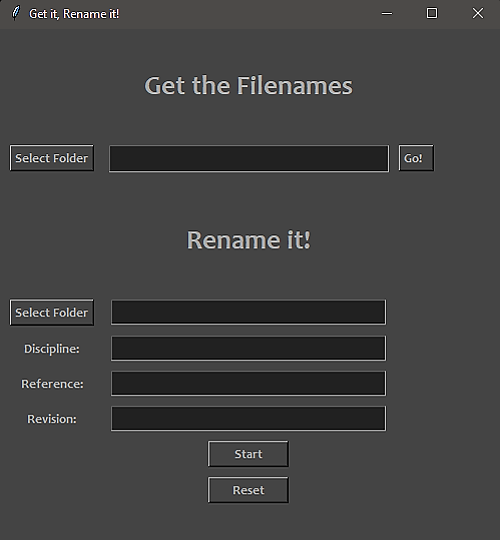 Get it, Rename it!
Get the Filenames
Select Folder
Go!
Rename it!
Select Folder
Discipline:
Reference:
Revision:
Start
Reset